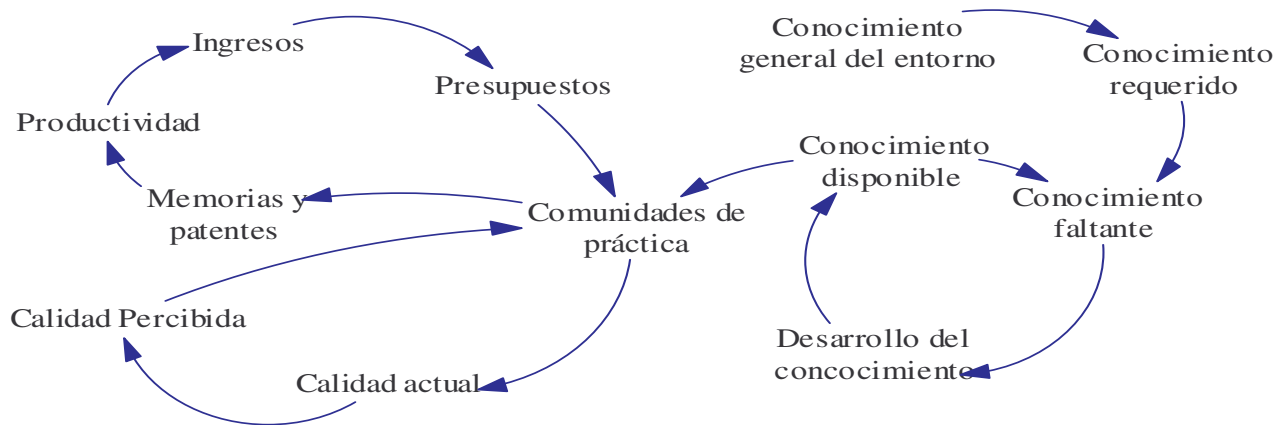 Ingresos
Presupuestos
Productividad
Memorias y
patentes
Comunidades de
práctica
Calidad Percibida
Calidad actual
Conocimiento
general del entorno
Conocimiento
requerido
Conocimiento
disponible
Conocimiento
faltante
Desarrollo del
concocimiento